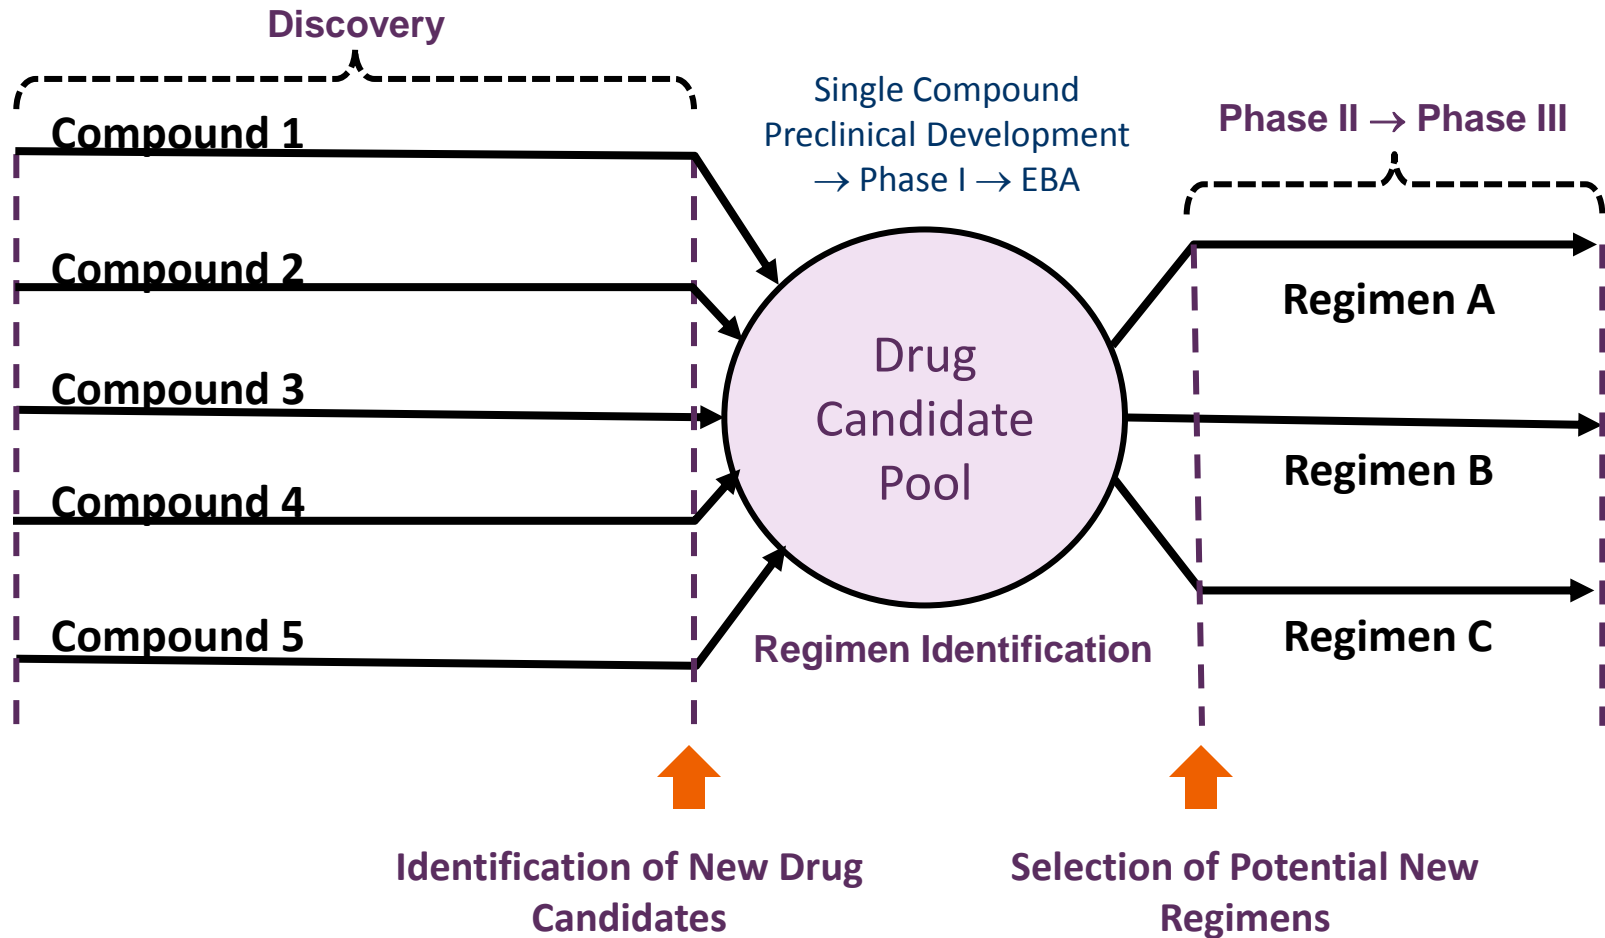 Discovery
Compound 1
Compound 2
Compound 3
Compound 4
Compound 5
Single Compound
Preclinical Development
→ Phase I → EBA
Drug
Candidate
Pool
Regimen Identification
Phase II → Phase III
Regimen A
Regimen B
Regimen C
Identification of New Drug
Candidates
Selection of Potential New
Regimens